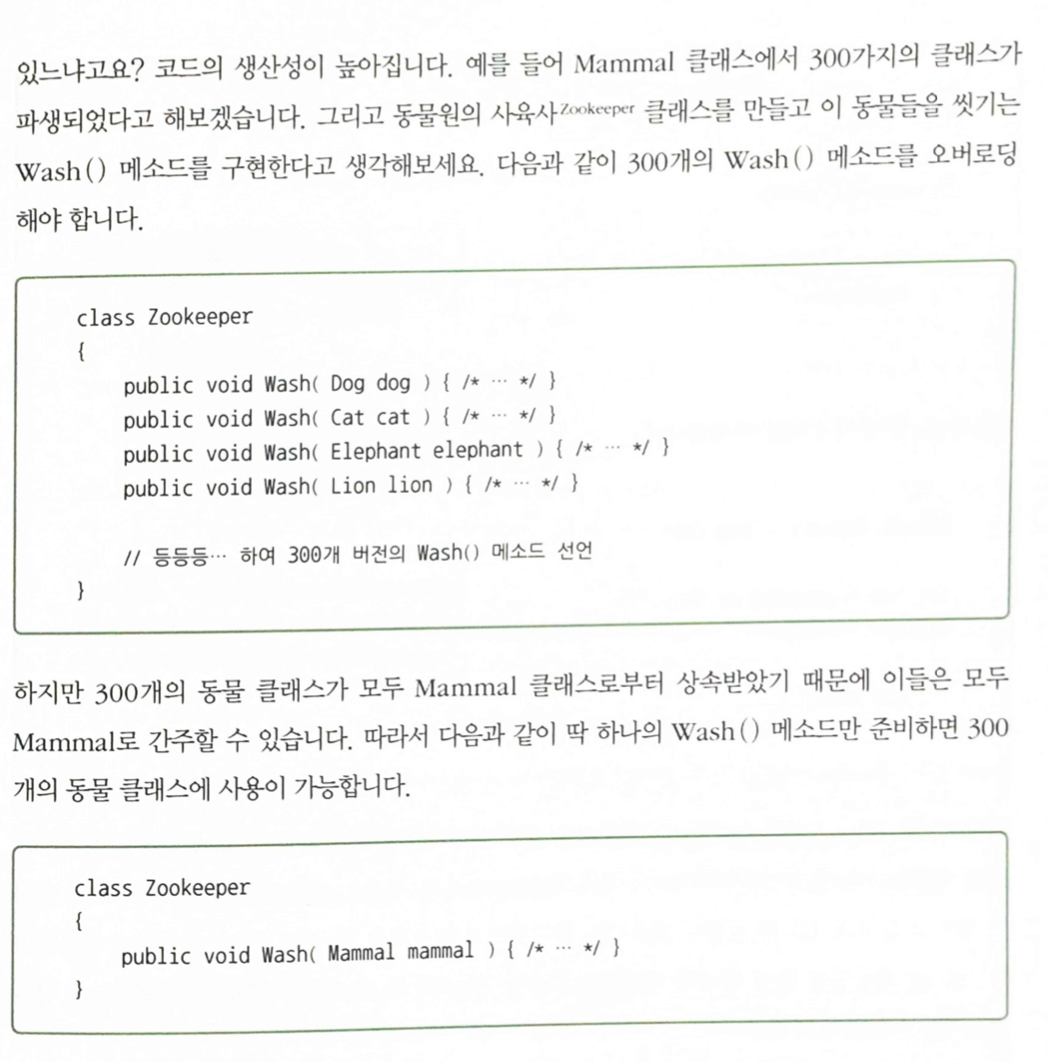 있느냐고요? 코드의 생산성이 높아집니다. 예를 들어 Mammal 클래스에서 300가지의 클래스가
파생되었다고 해보겠습니다. 그리고 동물원의 사육사Zookeeper 클래스를 만들고 이 동물들을 씻기는
Wash() 메소드를 구현한다고 생각해보세요. 다음과 같이 300개의 Wash() 메소드를 오버로딩
해야 합니다.
class Zookeeper
{
public void Wash( Dog dog ) { /* … */ }
public void Wash( Cat cat ) { /* … */ }
public void Wash( Elephant elephant ) { /* … */ }
public void Wash( Lion lion ) { /* … */ }
// 등등등… 하여 300개 버전의 Wash() 메소드 선언
}
하지만 300개의 동물 클래스가 모두 Mammal 클래스로부터 상속받았기 때문에 이들은 모두
Mammal로 간주할 수 있습니다. 따라서 다음과 같이 딱 하나의 Wash() 메소드만 준비하면 300
개의 동물 클래스에 사용이 가능합니다.
class Zookeeper
{
public void Wash( Mammal mammal ) { /* … */ }
}